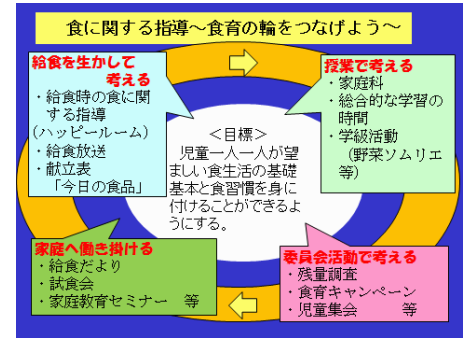 食に関する指導～食育の輪をつなげよう～
給食を生かして
考える
・給食時の食に関
する指導
(ハッピールーム)
・給食放送
・献立表
「今日の食品」
授業で考える
・家庭科
・総合的な学習の
時間
・学級活動
（野菜ソムリエ
等）
＜目標＞
児童一人一人が望
ましい食生活の基礎
基本と食習慣を身に
付けることができるよ
うにする。
家庭へ働き掛ける
・給食だより
・試食会
・家庭教育セミナー　等
委員会活動で考える
・残量調査
・食育キャンペーン
・児童集会　　等